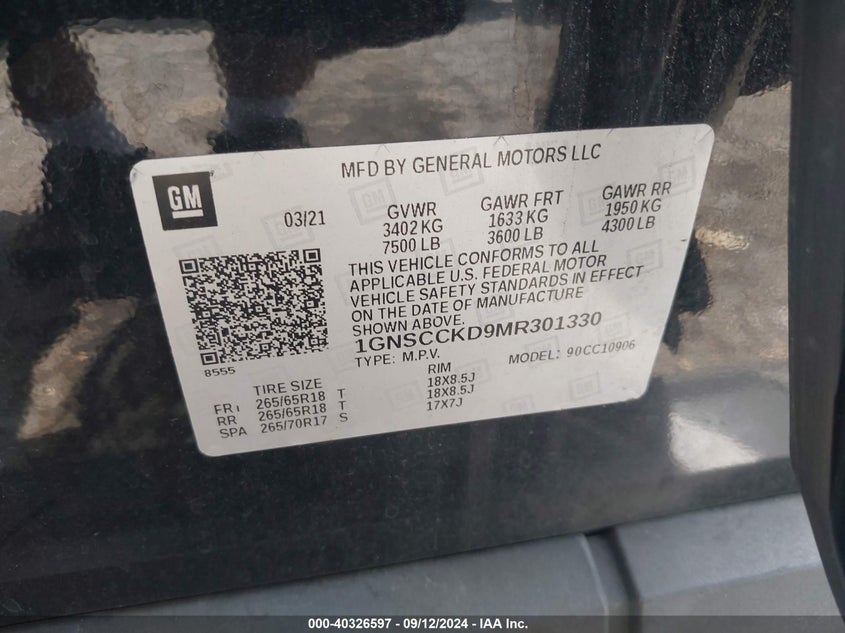 MFD BY GENERAL MOTORS LLC
GM
03/21
GVWR
3402 KG
7500 LB
GAWR FRT
1633 KG
3600 LB
GAWR RR
1950 KG
4300 LB
THIS VEHICLE CONFORMS TO ALL
APPLICABLE U.S. FEDERAL MOTOR
VEHICLE SAFETY STANDARDS IN EFFECT
ON THE DATE OF MANUFACTURE
SHOWN ABOVE.
1GNSCCKD9MR301330
TYPE: M.P.V.
MODEL: 90CC10906
8555
TIRE SIZE RIM
FR 265/65R18 T 18X8.5J
RR 265/65R18 T 18X8.5J
SPA 265/70R17 S 17X7J
000-40326597 - 09/12/2024 - IAA Inc.